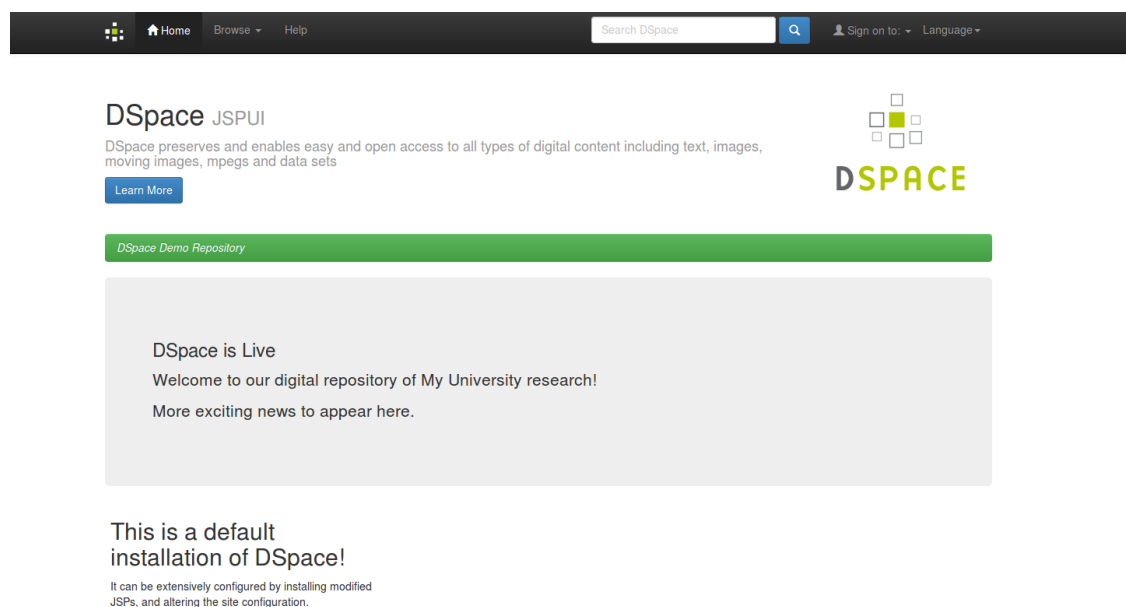 Home Browse Help Search DSpace Sign on to: Language
DSpace JSPUI
DSpace preserves and enables easy and open access to all types of digital content including text, images,
moving images, mpegs and data sets
Learn More
DSPACE
DSpace Demo Repository
DSpace is Live
Welcome to our digital repository of My University research!
More exciting news to appear here.
This is a default
installation of DSpace!
It can be extensively configured by installing modified
JSPs, and altering the site configuration.